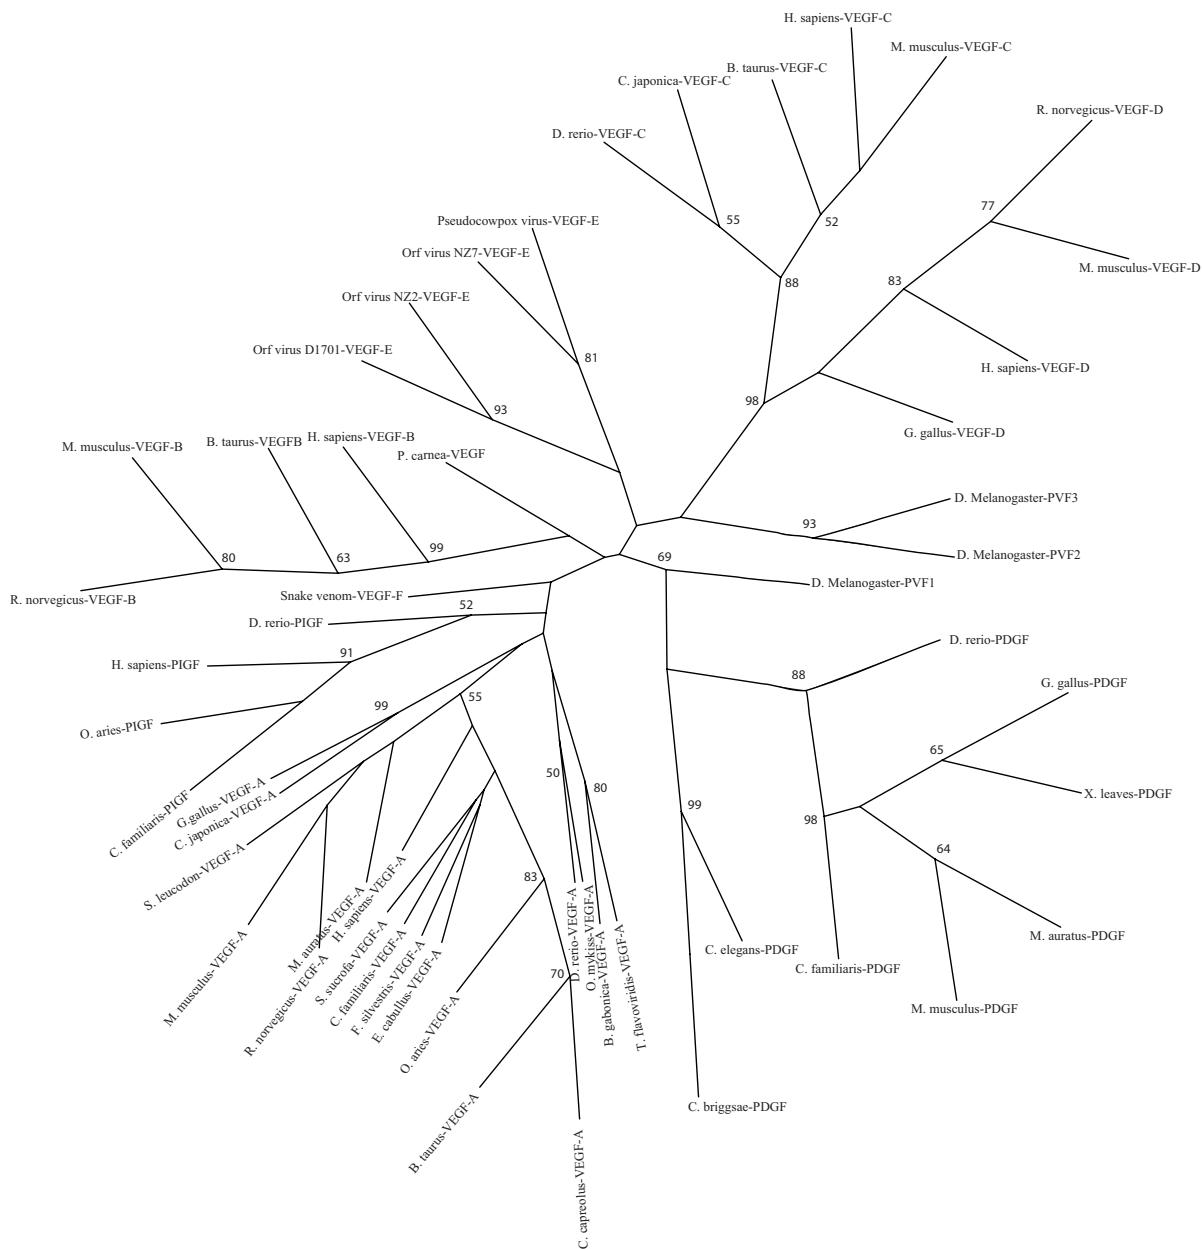 H. sapiens-VEGF-C
M. musculus-VEGF-C
B. taurus-VEGF-C
C. japonica-VEGF-C
R. norvegicus-VEGF-D
D. rerio-VEGF-C
77
55
52
Pseudocowpox virus-VEGF-E
Orf virus NZ7-VEGF-E
M. musculus-VEGF-D
88
83
Orf virus NZ2-VEGF-E
Orf virus D1701-VEGF-E
81
H. sapiens-VEGF-D
98
93
G. gallus-VEGF-D
M. musculus-VEGF-B
B. taurus-VEGFB
H. sapiens-VEGF-B
P. carnea-VEGF
D. Melanogaster-PVF3
93
80
63
99
69
D. Melanogaster-PVF2
D. Melanogaster-PVF1
R. norvegicus-VEGF-B
Snake venom-VEGF-F
52
D. rerio-PIGF
D. rerio-PDGF
91
H. sapiens-PIGF
88
G. gallus-PDGF
55
99
O. aries-PIGF
65
50
80
C. familiaris-PIGF
G.gallus-VEGF-A
C. japonica-VEGF-A
X. leaves-PDGF
99
98
64
S. leucodon-VEGF-A
83
M. musculus-VEGF-A
R. norvegicus-VEGF-A
M. auratus-VEGF-A
H. sapiens-VEGF-A
S. sucrofa-VEGF-A
C. familiaris-VEGF-A
F. silvestris-VEGF-A
E. cabullus-VEGF-A
O. aries-VEGF-A
70
D. rerio-VEGF-A
O. mykiss-VEGF-A
B. gabonica-VEGF-A
T. flavoviridis-VEGF-A
C. elegans-PDGF
M. auratus-PDGF
C. familiaris-PDGF
M. musculus-PDGF
B. taurus-VEGF-A
C. briggsae-PDGF
C. capreolus-VEGF-A